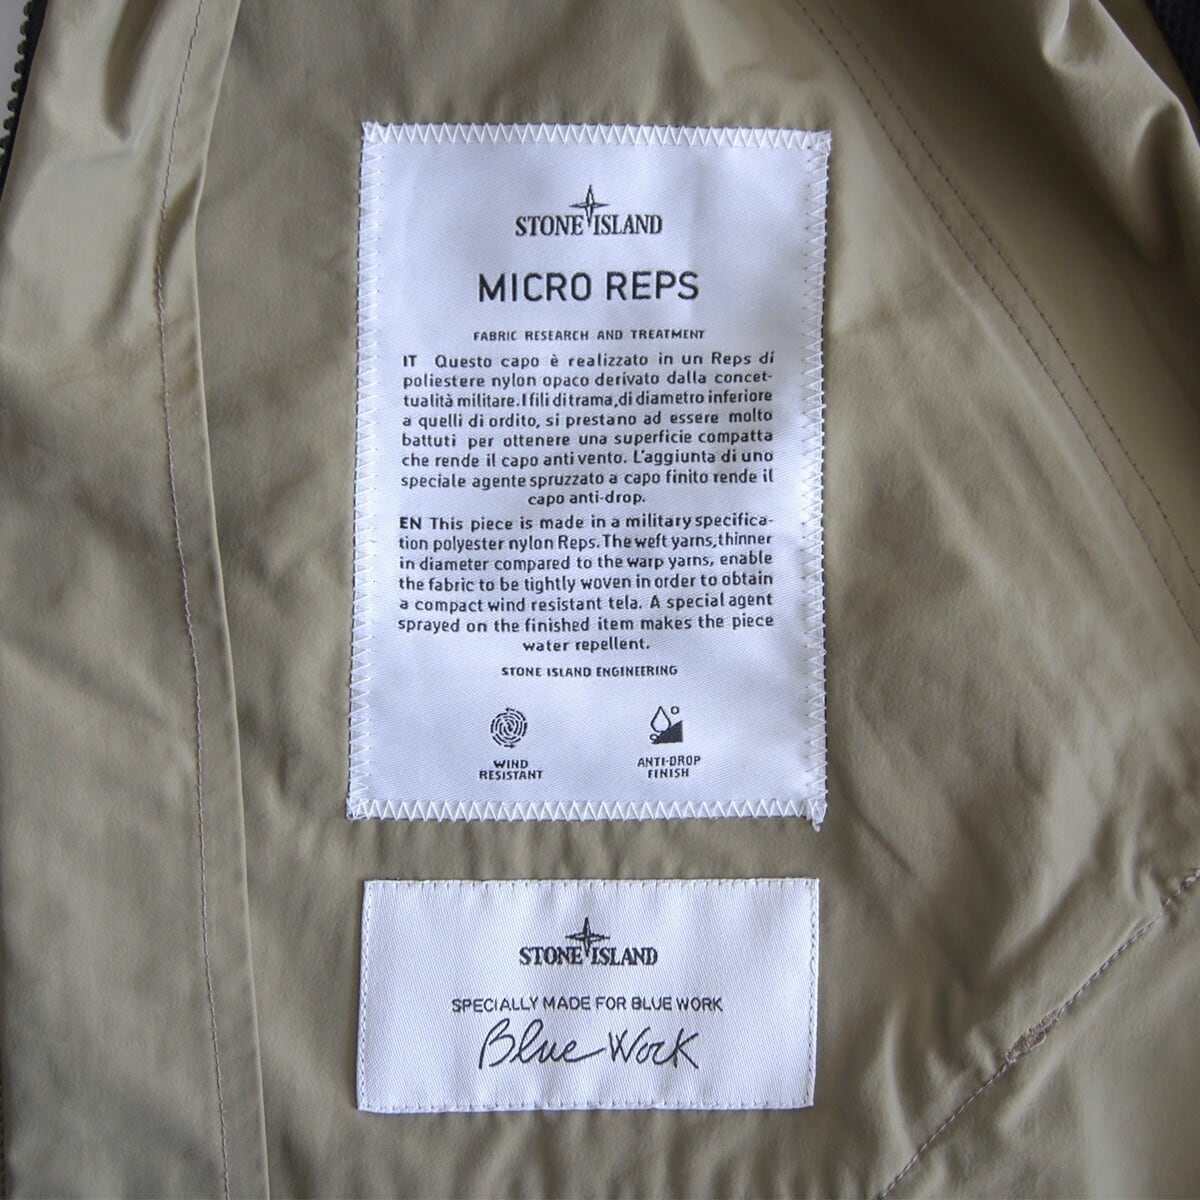 STONE ISLAND
MICRO REPS
FABRIC RESEARCH AND TREATMENT
IT Questo capo è realizzato in un Reps di
poliestere nylon opaco derivato dalla concet-
tualità militare. I fili di trama, di diametro inferiore
a quelli di ordito, si prestano ad essere molto
battuti per ottenere una superficie compatta
che rende il capo anti vento. L'aggiunta di uno
speciale agente spruzzato a capo finito rende il
capo anti-drop.
EN This piece is made in a military specifica-
tion polyester nylon Reps. The weft yarns, thinner
in diameter compared to the warp yarns, enable
the fabric to be tightly woven in order to obtain
a compact wind resistant tela. A special agent
sprayed on the finished item makes the piece
water repellent.
STONE ISLAND ENGINEERING
WIND
RESISTANT
ANTI-DROP
FINISH
STONE ISLAND
SPECIALLY MADE FOR BLUE WORK
Blue Work